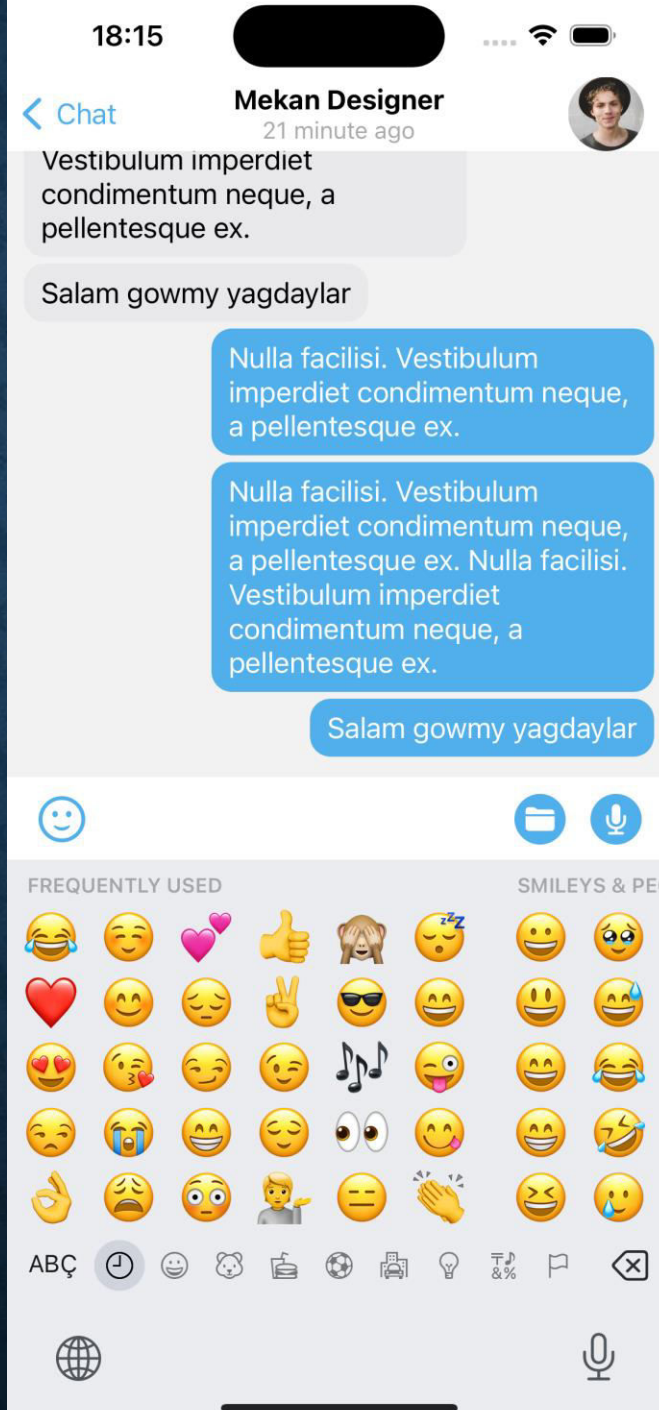 18:15
Chat
Mekan Designer
21 minute ago
Vestibulum imperdiet
condimentum neque, a
pellentesque ex.
Salam gowmy yagdaylar
Nulla facilisi. Vestibulum
imperdiet condimentum neque,
a pellentesque ex.
Nulla facilisi. Vestibulum
imperdiet condimentum neque,
a pellentesque ex. Nulla facilisi.
Vestibulum imperdiet
condimentum neque, a
pellentesque ex.
Salam gowmy yagdaylar
FREQUENTLY USED
SMILEYS & PE
ABÇ